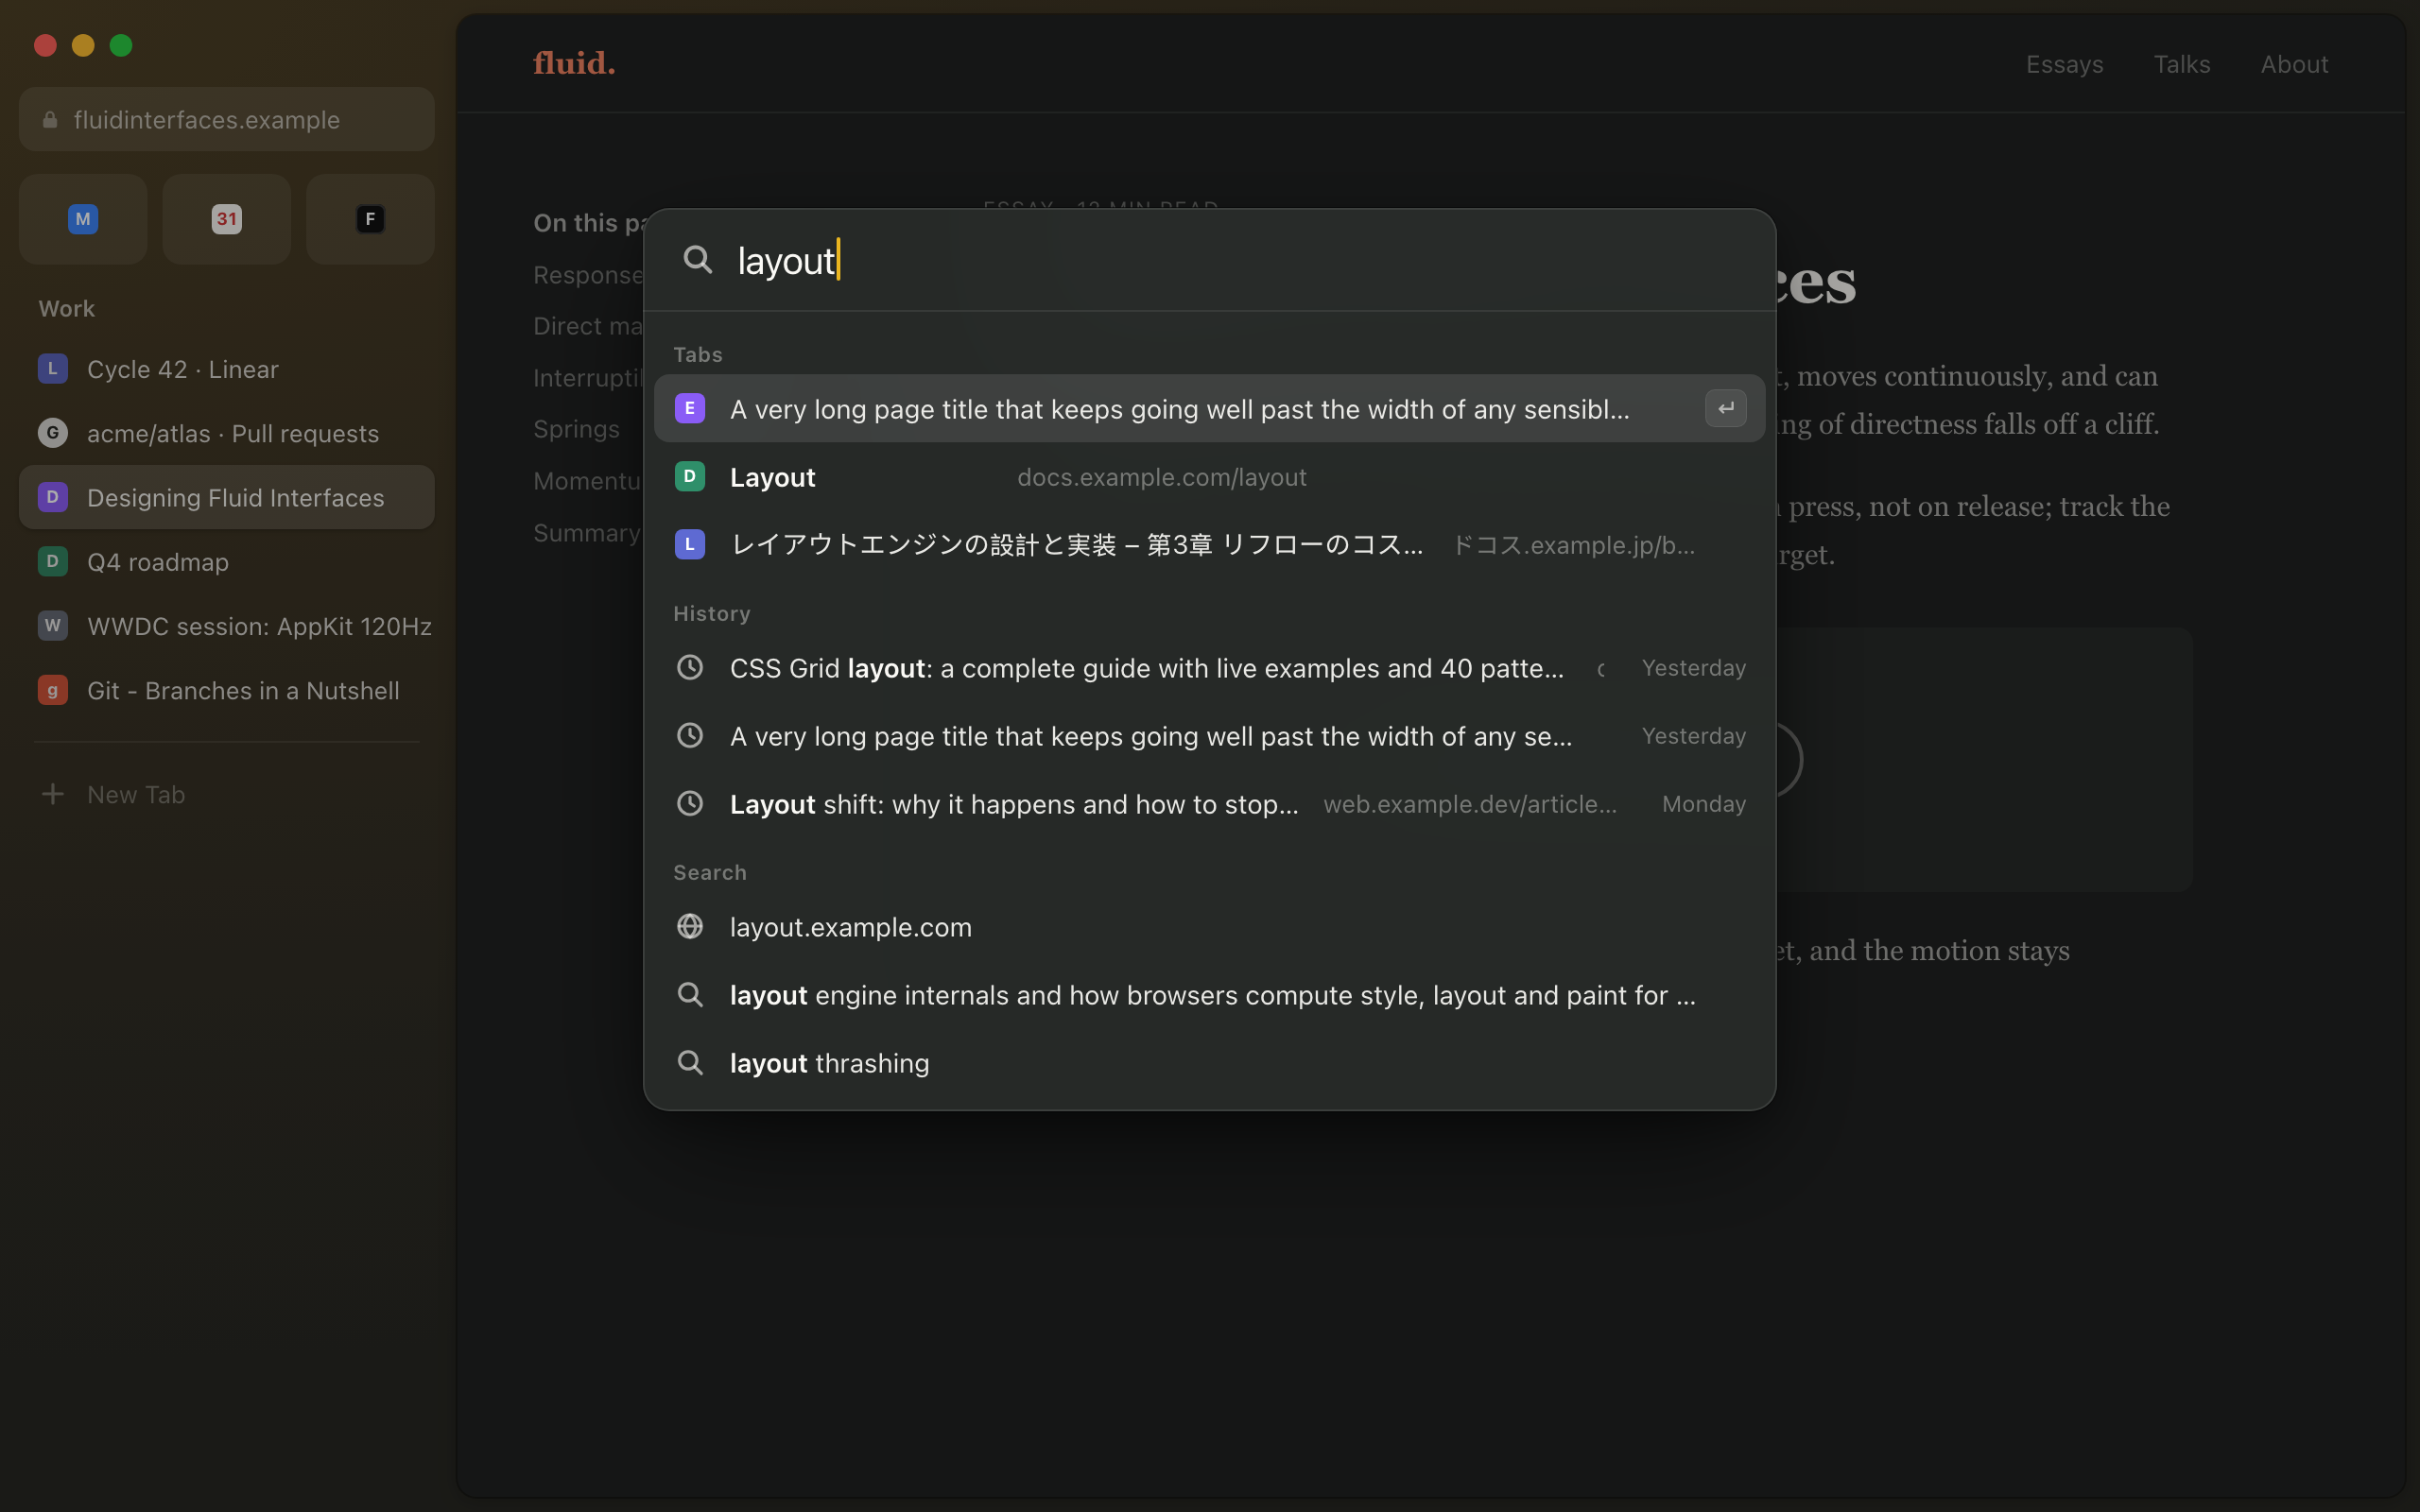 fluidinterfaces.example
M
31
F
Work
L Cycle 42 · Linear
G acme/atlas · Pull requests
D Designing Fluid Interfaces
D Q4 roadmap
W WWDC session: AppKit 120Hz
g Git - Branches in a Nutshell
New Tab
fluid.
Essays Talks About
On this pa
Response
Direct ma
Interruptil
Springs
Momentu
Summary
layout
Tabs
E A very long page title that keeps going well past the width of any sensibl...
D Layout docs.example.com/layout
L レイアウトエンジンの設計と実装 – 第3章 リフローのコス... ドコス.example.jp/b...
History
CSS Grid layout: a complete guide with live examples and 40 patte... Yesterday
A very long page title that keeps going well past the width of any se... Yesterday
Layout shift: why it happens and how to stop... web.example.dev/article... Monday
Search
layout.example.com
layout engine internals and how browsers compute style, layout and paint for ...
layout thrashing
ces
t, moves continuously, and can
ing of directness falls off a cliff.
press, not on release; track the
rget.
et, and the motion stays